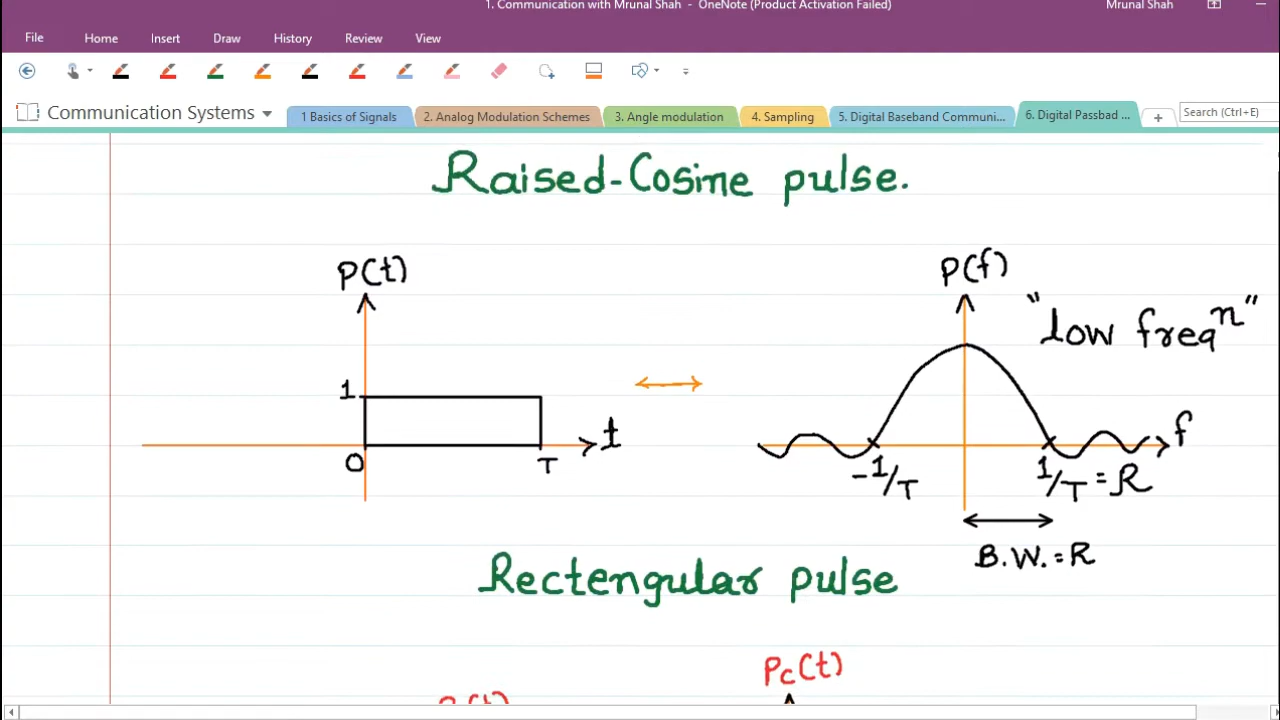 1. Communication with Mrunal Shah - OneNote (Product Activation Failed)
Mrunal Shah
File Home Insert Draw History Review View
Communication Systems
1 Basics of Signals
2. Analog Modulation Schemes
3. Angle modulation
4. Sampling
5. Digital Baseband Communi...
6. Digital Passbad ...
Search (Ctrl+E)
Raised-Cosine pulse.
P(t)
1
0
T
t
P(f)
"low freqⁿ"
f
-1/T
1/T = R
B.W. = R
Rectengular pulse
Pc(t)